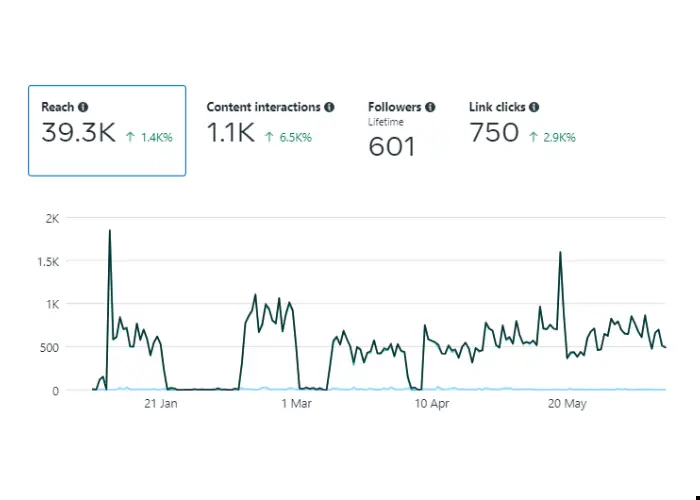 Reach
39.3K ↑ 1.4K%
Content interactions
1.1K ↑ 6.5K%
Followers
Lifetime
601
Link clicks
750 ↑ 2.9K%
2K
1.5K
1K
500
0
21 Jan 1 Mar 10 Apr 20 May